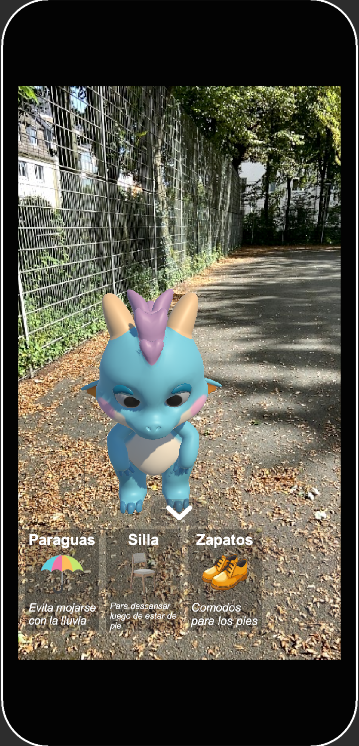 Paraguas
Silla
Zapatos
Evita mojarse
con la lluvia
Para descansar
luego de estar de
pie
Comodos
para los pies